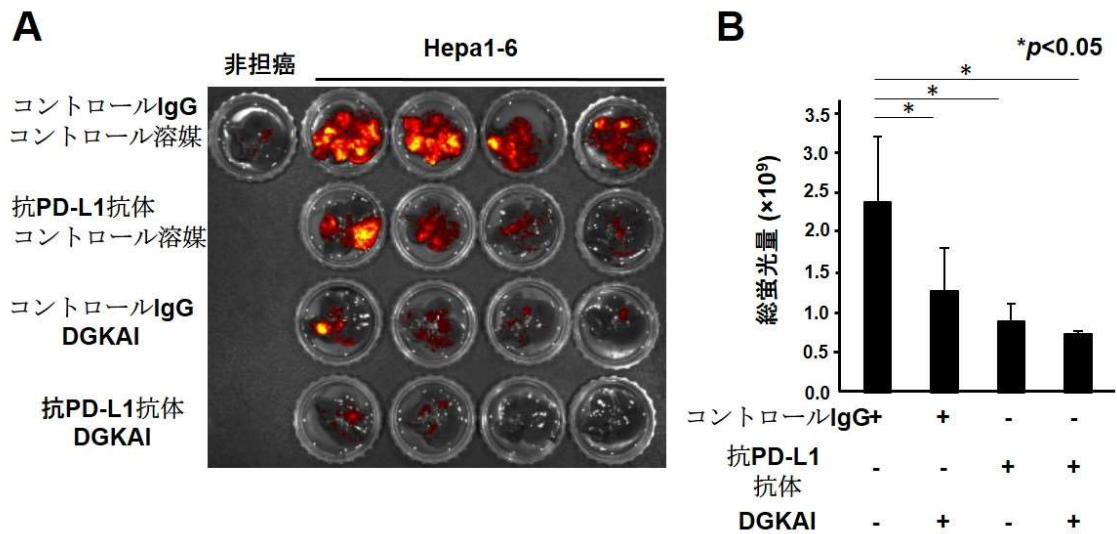 A
非担癌
Hepa1-6
コントロールIgG
コントロール溶媒
抗PD-L1抗体
コントロール溶媒
コントロールIgG
DGKAI
抗PD-L1抗体
DGKAI
B
*p<0.05
*
*
*
総蛍光量 (×10⁹)
3.5
3.0
2.5
2.0
1.5
1.0
0.5
0.0
コントロールIgG + + - -
抗PD-L1
抗体 - - + +
DGKAI - + - +